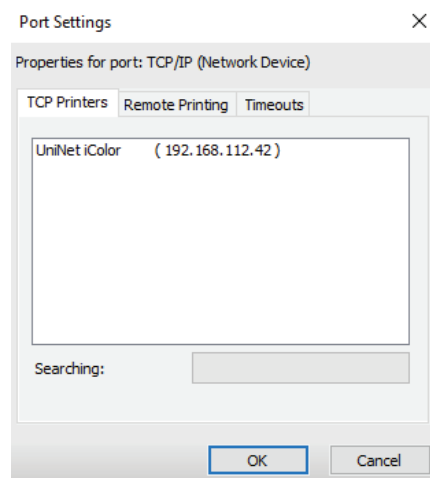 Port Settings
Properties for port: TCP/IP (Network Device)
TCP Printers Remote Printing Timeouts
UniNet iColor ( 192.168.112.42 )
Searching:
OK Cancel